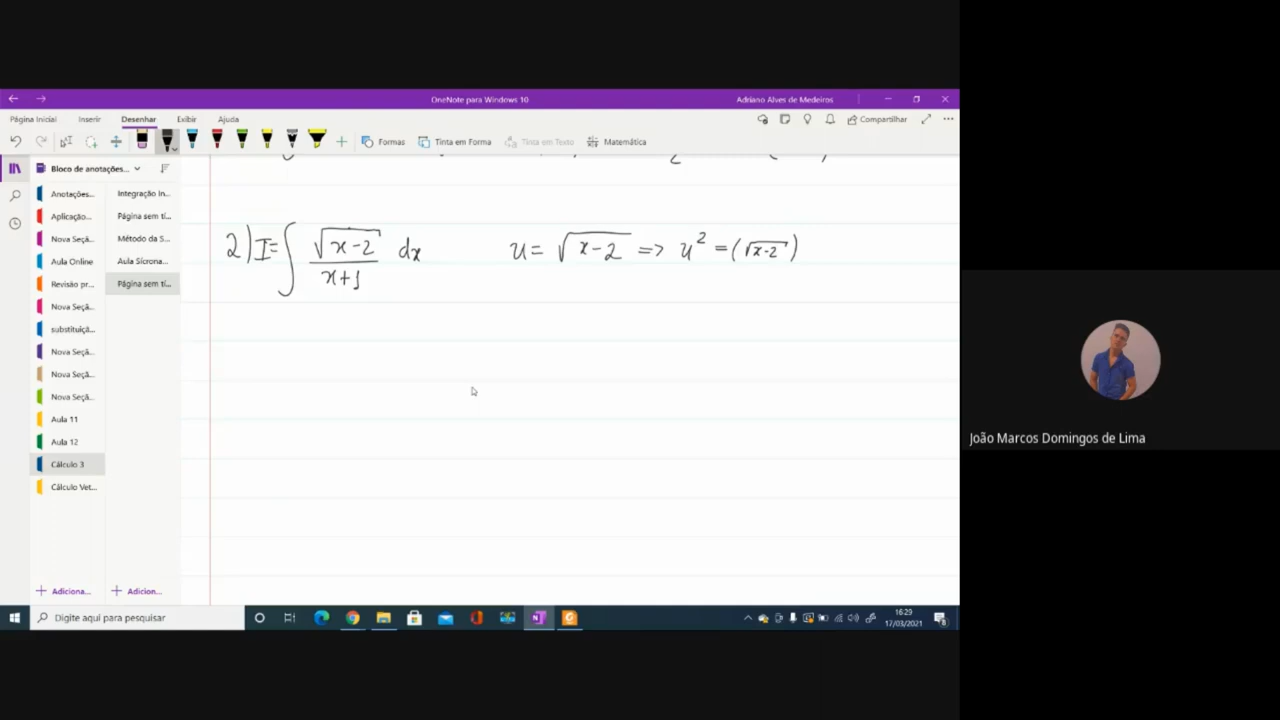 OneNote para Windows 10
Adriano Alves de Medeiros
Página Inicial Inserir Desenhar Exibir Ajuda
Compartilhar
Formas Tinta em Forma Tinta em Texto Matemática
Bloco de anotações...
Anotações...
Aplicação...
Nova Seçã...
Aula Online
Revisão pr...
Nova Seçã...
substituiçã...
Nova Seçã...
Nova Seçã...
Nova Seçã...
Aula 11
Aula 12
Cálculo 3
Cálculo Vet...
Adiciona...
Integração In...
Página sem tí...
Método da S...
Aula Sícrona...
Página sem tí...
Adicion...
2) I = ∫ √(x-2) / (x+1) dx u = √(x-2) => u² = (√(x-2))
João Marcos Domingos de Lima
Digite aqui para pesquisar
16:29
17/03/2021